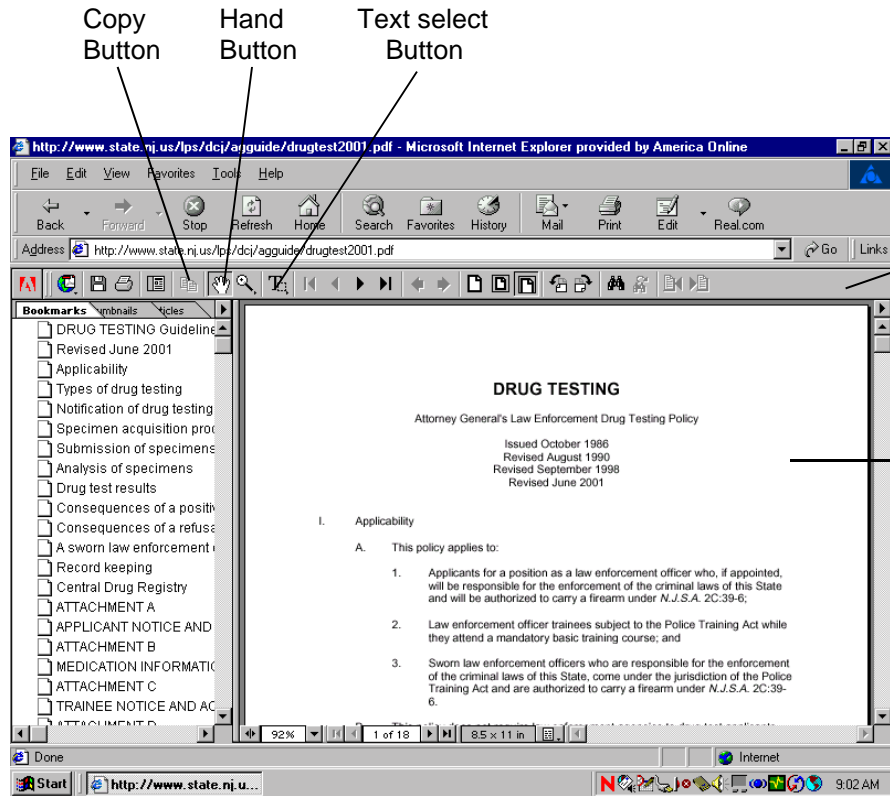 Copy Button
Hand Button
Text select Button
http://www.state.nj.us/lps/dcj/agguide/drugtest2001.pdf - Microsoft Internet Explorer provided by America Online
File Edit View Favorites Tools Help
Back Forward Stop Refresh Home Search Favorites History Mail Print Edit Real.com
Address http://www.state.nj.us/lps/dcj/agguide/drugtest2001.pdf Go Links
Bookmarks umbnails ticles
DRUG TESTING Guideline
Revised June 2001
Applicability
Types of drug testing
Notification of drug testing
Specimen acquisition proc
Submission of specimens
Analysis of specimens
Drug test results
Consequences of a positiv
Consequences of a refusa
A sworn law enforcement
Record keeping
Central Drug Registry
ATTACHMENT A
APPLICANT NOTICE AND
ATTACHMENT B
MEDICATION INFORMATIO
ATTACHMENT C
TRAINEE NOTICE AND AC
ATTACHMENT D
DRUG TESTING
Attorney General's Law Enforcement Drug Testing Policy
Issued October 1986
Revised August 1990
Revised September 1998
Revised June 2001
I. Applicability
A. This policy applies to:
1. Applicants for a position as a law enforcement officer who, if appointed,
will be responsible for the enforcement of the criminal laws of this State
and will be authorized to carry a firearm under N.J.S.A. 2C:39-6;
2. Law enforcement officer trainees subject to the Police Training Act while
they attend a mandatory basic training course; and
3. Sworn law enforcement officers who are responsible for the enforcement
of the criminal laws of this State, come under the jurisdiction of the Police
Training Act and are authorized to carry a firearm under N.J.S.A. 2C:39-
6.
92% 1 of 18 8.5 x 11 in
Done Internet
Start http://www.state.nj.u... 9:02 AM